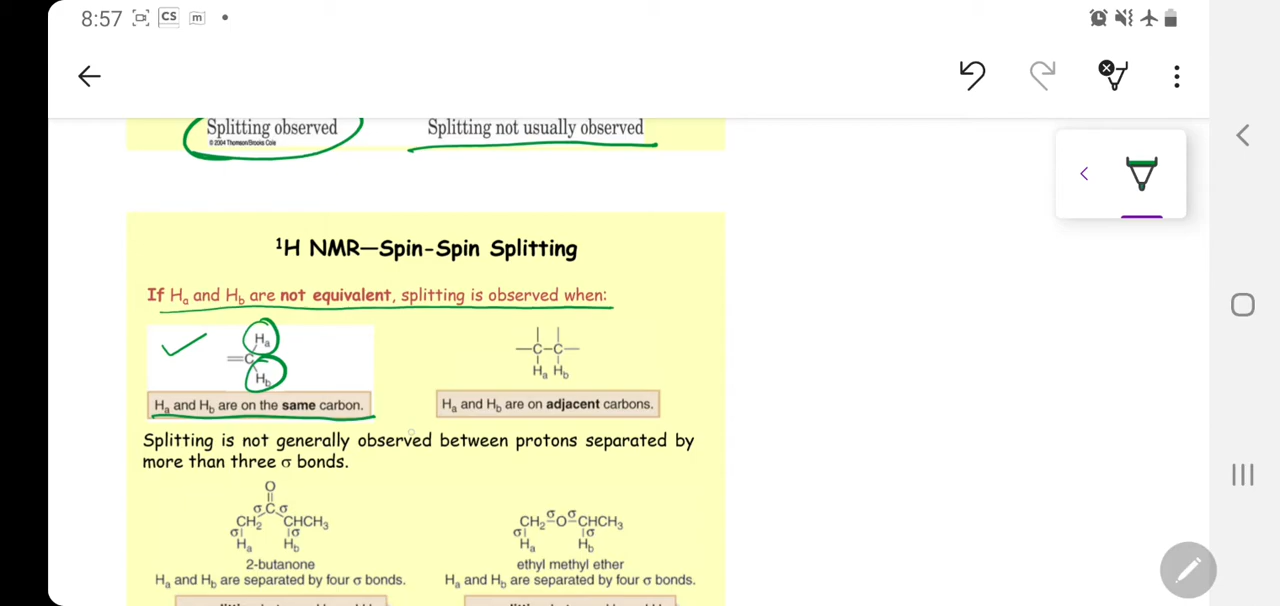 8:57 CS m
Splitting observed Splitting not usually observed
© 2004 Thomson/Brooks Cole
¹H NMR—Spin-Spin Splitting
If Hₐ and H_b are not equivalent, splitting is observed when:
Hₐ
=C
H_b
—C—C—
Hₐ H_b
Hₐ and H_b are on the same carbon.
Hₐ and H_b are on adjacent carbons.
Splitting is not generally observed between protons separated by
more than three σ bonds.
O
σ C σ
CH₂ CHCH₃
σ σ
Hₐ H_b
2-butanone
Hₐ and H_b are separated by four σ bonds.
σ σ
CH₂—O—CHCH₃
σ σ
Hₐ H_b
ethyl methyl ether
Hₐ and H_b are separated by four σ bonds.